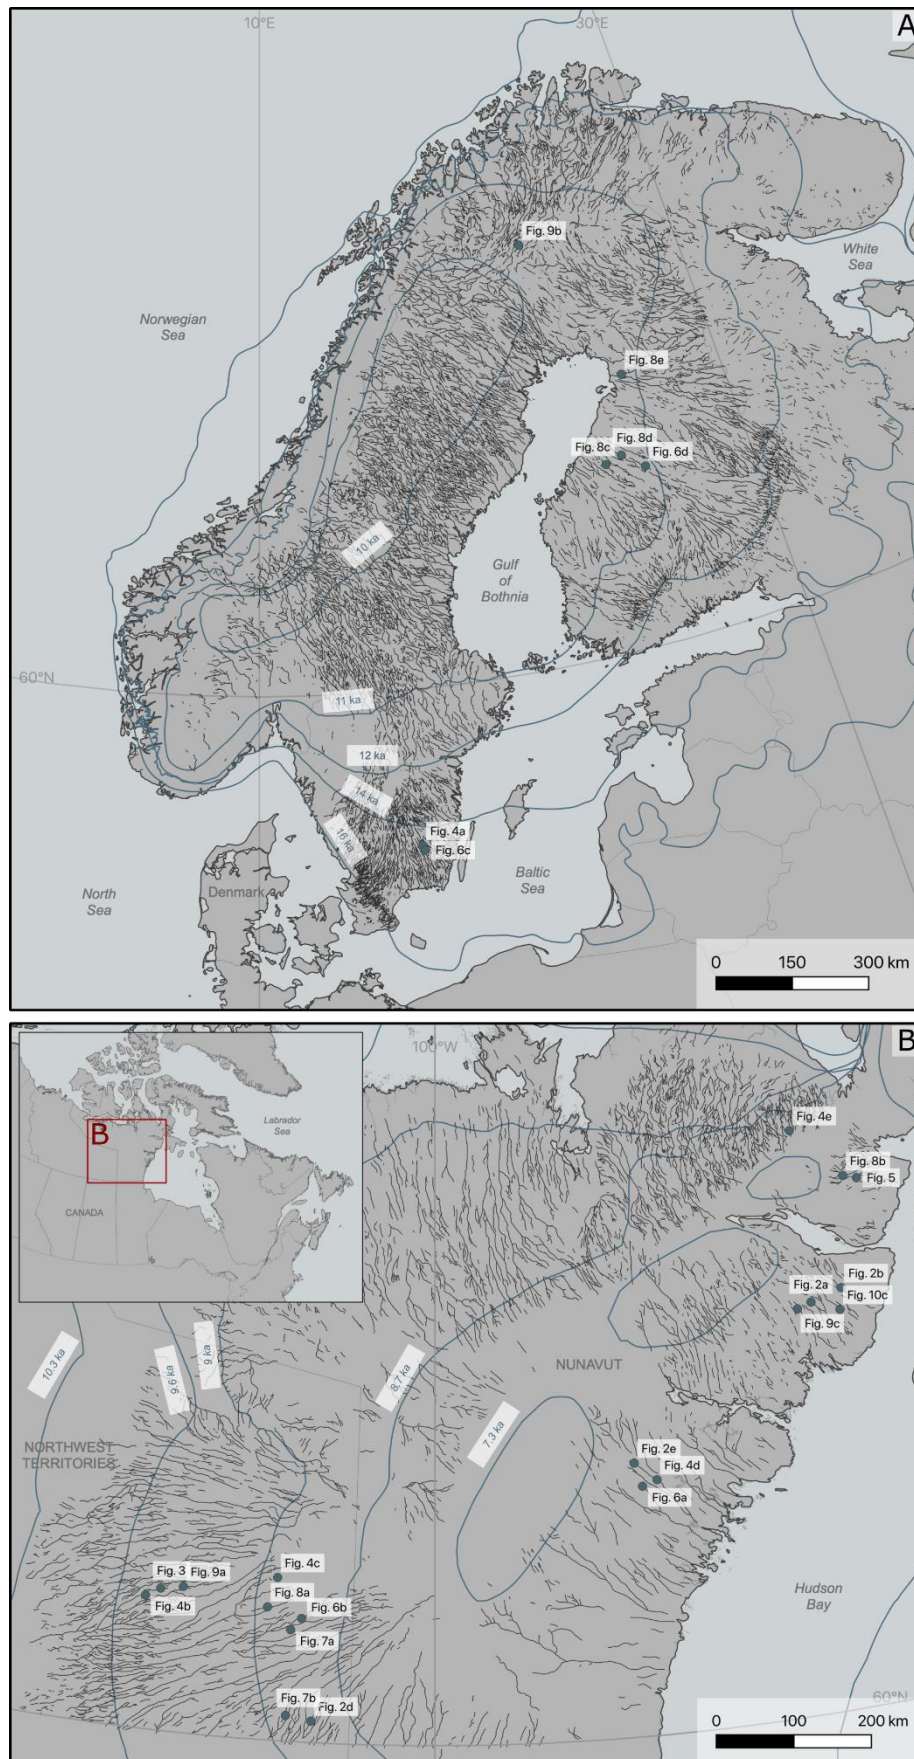 10°E
30°E
A
Fig. 9b
White
Sea
Norwegian
Sea
Fig. 8e
Fig. 8d
Fig. 8c
Fig. 6d
10 ka
Gulf
of
Bothnia
60°N
11 ka
12 ka
14 ka
16 ka
Fig. 4a
Fig. 6c
Baltic
Sea
North
Sea
Denmark
0 150 300 km
B
100°W
Labrador
Sea
B
CANADA
Fig. 4e
Fig. 8b
Fig. 5
Fig. 2b
Fig. 2a
Fig. 10c
Fig. 9c
10.3 ka
9.6 ka
9 ka
8.7 ka
NUNAVUT
7.3 ka
NORTHWEST
TERRITORIES
Fig. 2e
Fig. 4d
Fig. 6a
Fig. 3
Fig. 9a
Fig. 4b
Fig. 4c
Fig. 8a
Fig. 6b
Fig. 7a
Hudson
Bay
Fig. 7b
Fig. 2d
60°N
0 100 200 km